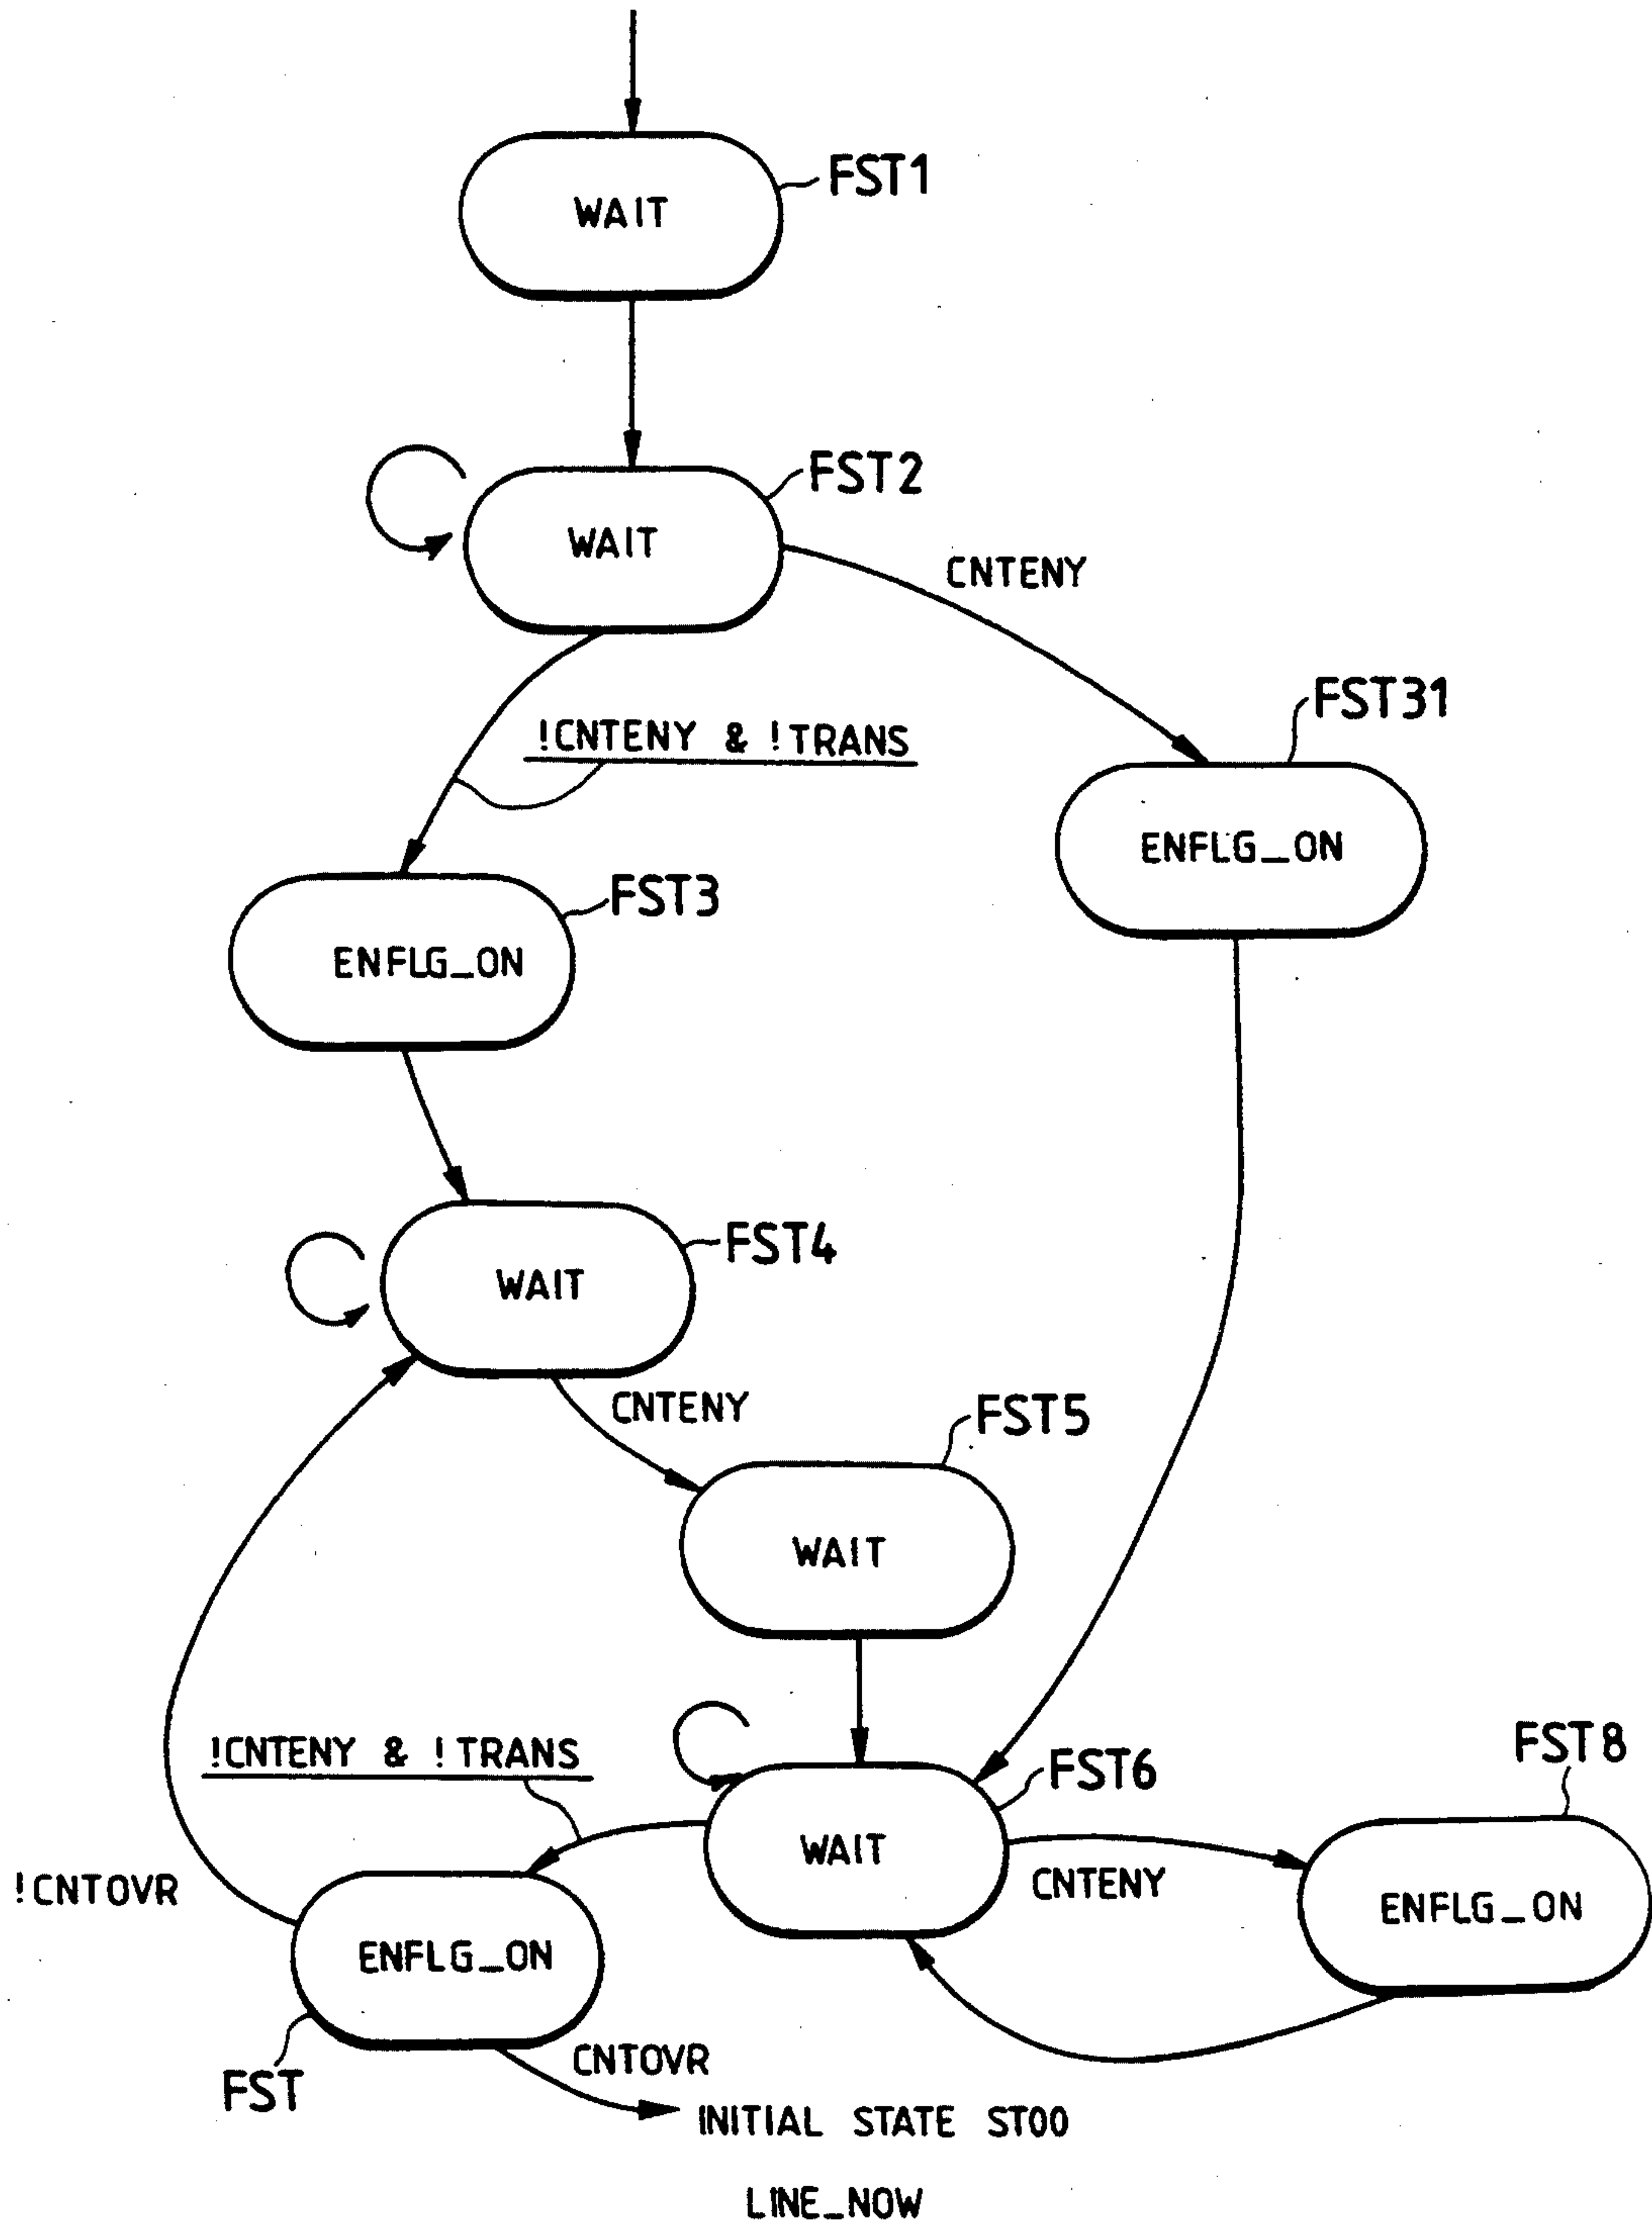 FST1
WAIT
FST2
WAIT
CNTENY
FST31
!CNTENY & !TRANS
ENFLG_ON
FST3
ENFLG_ON
FST4
WAIT
CNTENY
FST5
WAIT
!CNTENY & !TRANS
FST8
FST6
WAIT
CNTENY
!CNTOVR
ENFLG_ON
ENFLG_ON
CNTOVR
FST
INITIAL STATE ST00
LINE_NOW